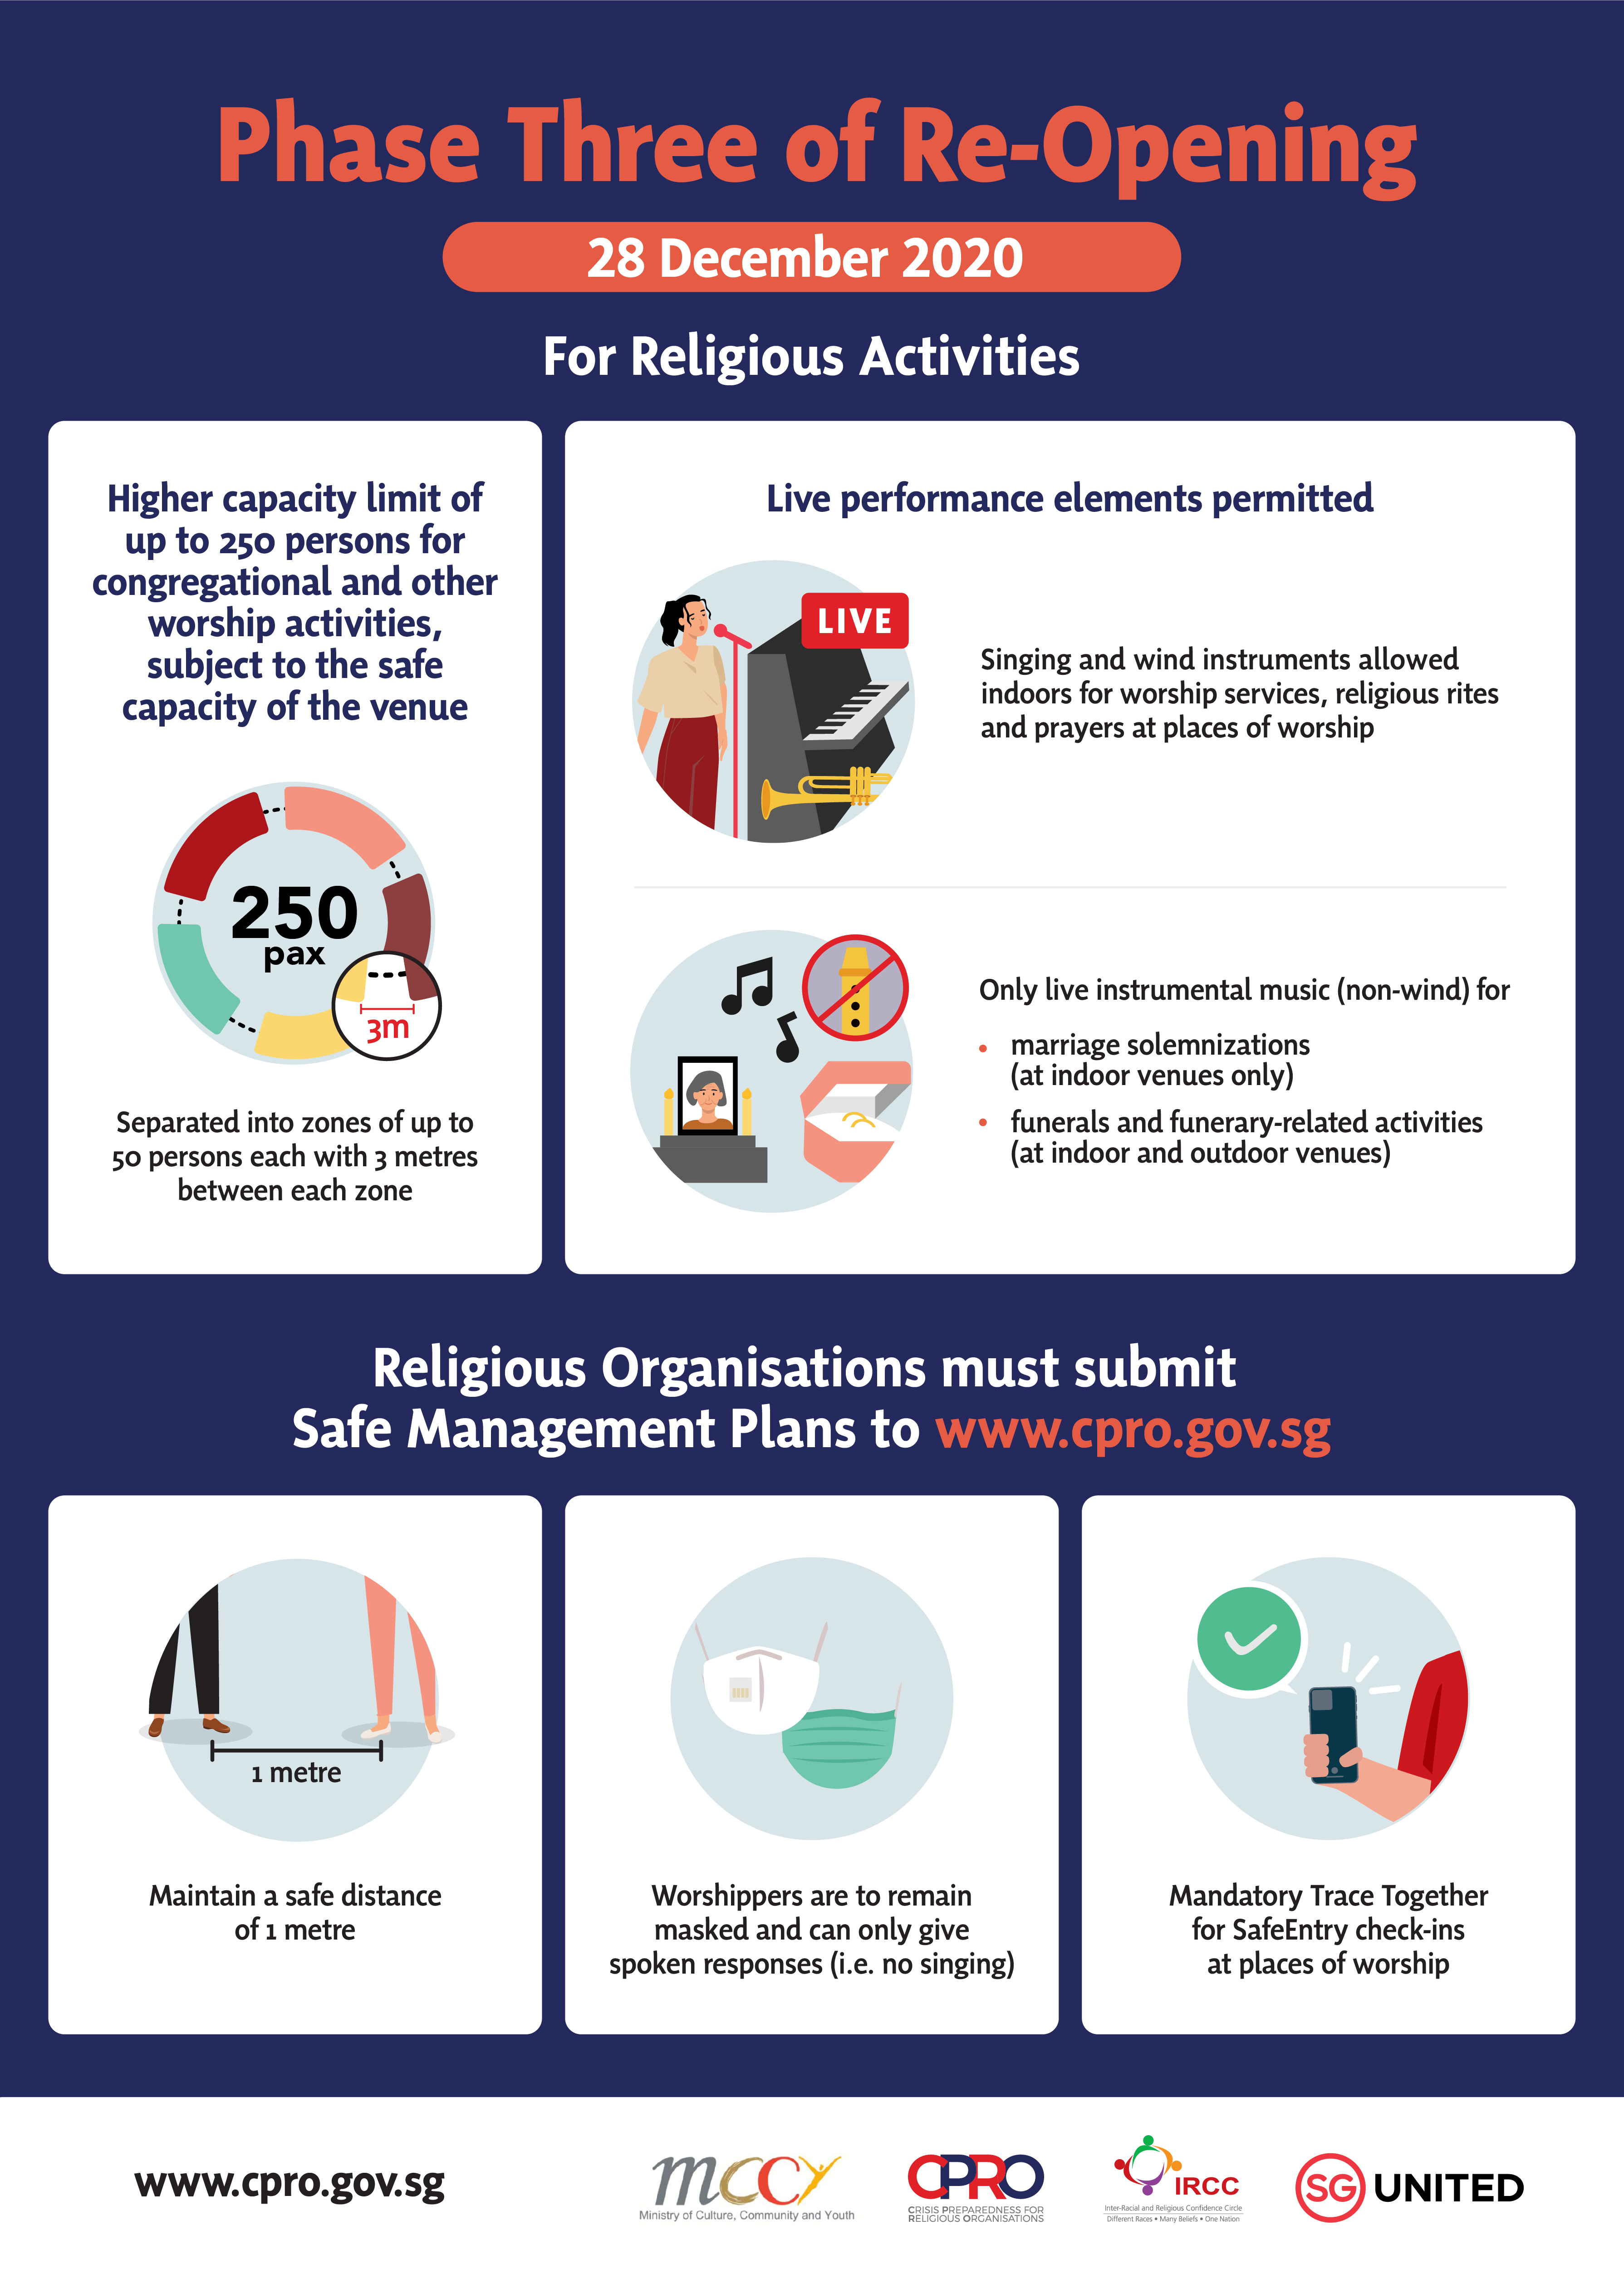 Phase Three of Re-Opening
28 December 2020
For Religious Activities
Higher capacity limit of
up to 250 persons for
congregational and other
worship activities,
subject to the safe
capacity of the venue
250
pax
3m
Separated into zones of up to
50 persons each with 3 metres
between each zone
Live performance elements permitted
LIVE
Singing and wind instruments allowed
indoors for worship services, religious rites
and prayers at places of worship
Only live instrumental music (non-wind) for
• marriage solemnizations
(at indoor venues only)
• funerals and funerary-related activities
(at indoor and outdoor venues)
Religious Organisations must submit
Safe Management Plans to www.cpro.gov.sg
1 metre
Maintain a safe distance
of 1 metre
Worshippers are to remain
masked and can only give
spoken responses (i.e. no singing)
Mandatory Trace Together
for SafeEntry check-ins
at places of worship
www.cpro.gov.sg
mccy
Ministry of Culture, Community and Youth
CPRO
CRISIS PREPAREDNESS FOR
RELIGIOUS ORGANISATIONS
IRCC
Inter-Racial and Religious Confidence Circle
Different Races • Many Beliefs • One Nation
SG UNITED